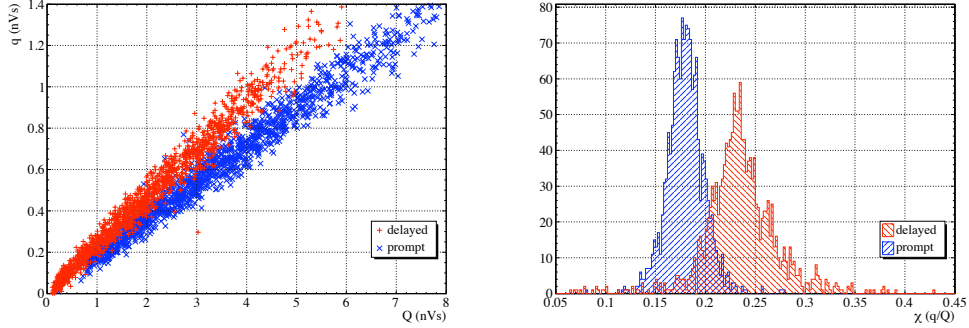 q (nVs)
1.4
1.2
1
0.8
0.6
0.4
0.2
0
delayed
prompt
0 1 2 3 4 5 6 7 8
Q (nVs)
80
70
60
50
40
30
20
10
0
delayed
prompt
0.05 0.1 0.15 0.2 0.25 0.3 0.35 0.4 0.45
χ (q/Q)